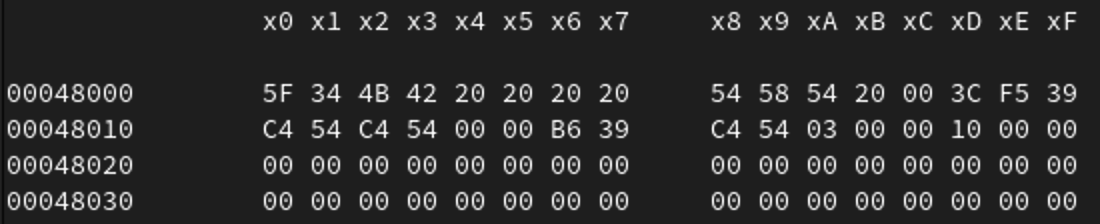 x0 x1 x2 x3 x4 x5 x6 x7 x8 x9 xA xB xC xD xE xF
00048000 5F 34 4B 42 20 20 20 20 54 58 54 20 00 3C F5 39
00048010 C4 54 C4 54 00 00 B6 39 C4 54 03 00 00 10 00 00
00048020 00 00 00 00 00 00 00 00 00 00 00 00 00 00 00 00
00048030 00 00 00 00 00 00 00 00 00 00 00 00 00 00 00 00